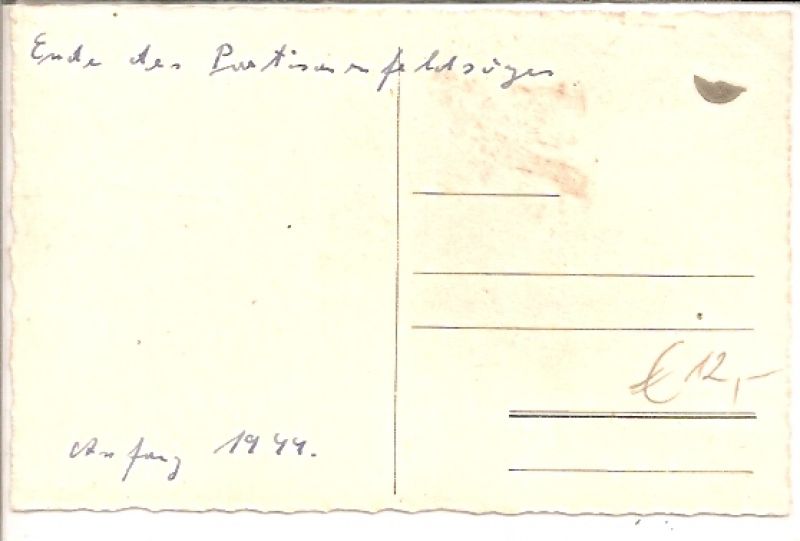 Ende des Partisanenfeldzuges.
€ 12,-
Anfang 1944.